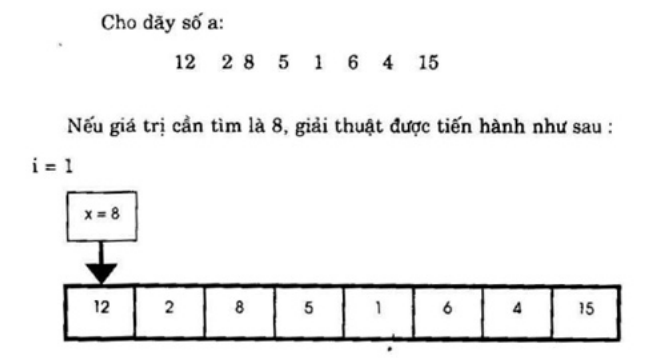 Cho dãy số a:
12 2 8 5 1 6 4 15
Nếu giá trị cần tìm là 8, giải thuật được tiến hành như sau :
i = 1
x = 8
12 2 8 5 1 6 4 15